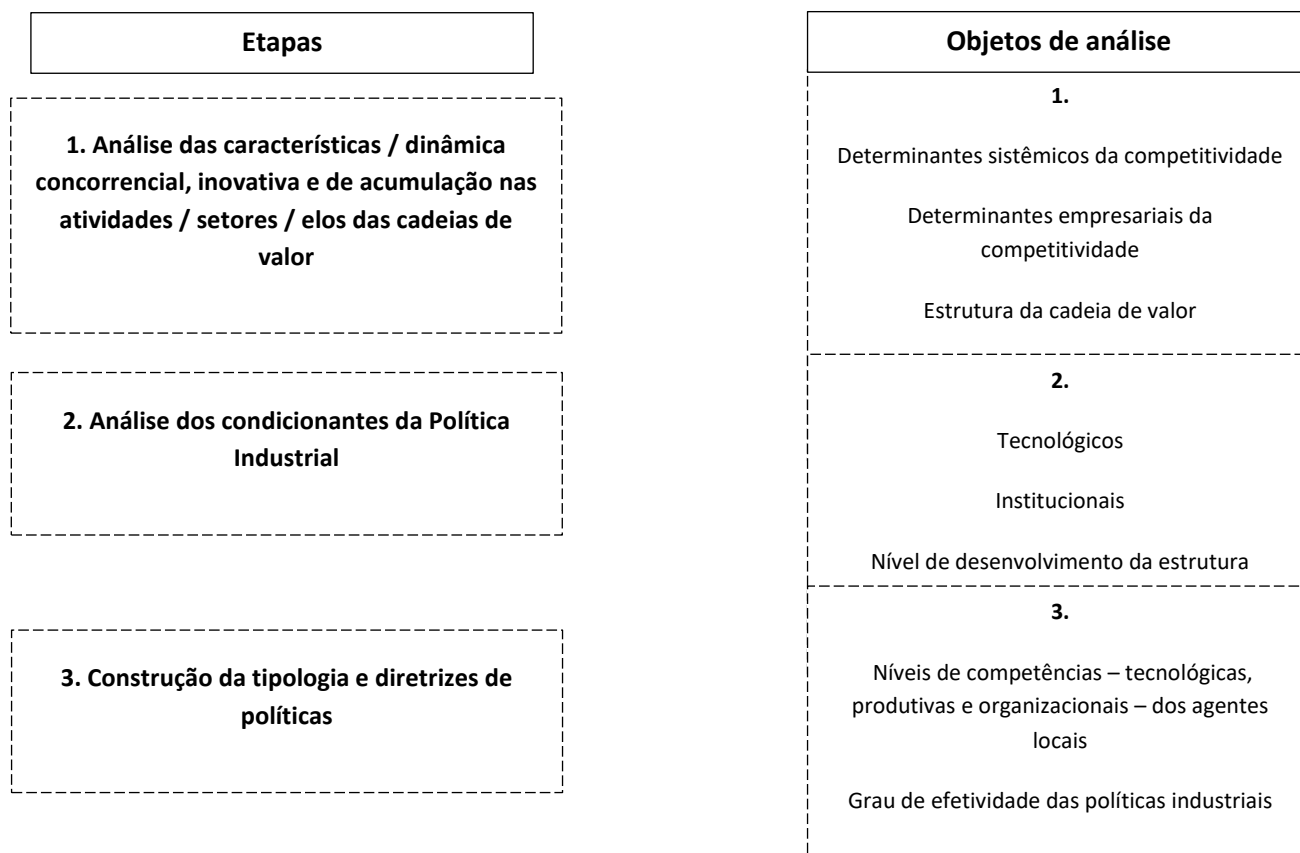 Etapas
1. Análise das características / dinâmica
concorrencial, inovativa e de acumulação nas
atividades / setores / elos das cadeias de
valor
2. Análise dos condicionantes da Política
Industrial
3. Construção da tipologia e diretrizes de
políticas
Objetos de análise
1.
Determinantes sistêmicos da competitividade
Determinantes empresariais da
competitividade
Estrutura da cadeia de valor
2.
Tecnológicos
Institucionais
Nível de desenvolvimento da estrutura
3.
Níveis de competências – tecnológicas,
produtivas e organizacionais – dos agentes
locais
Grau de efetividade das políticas industriais